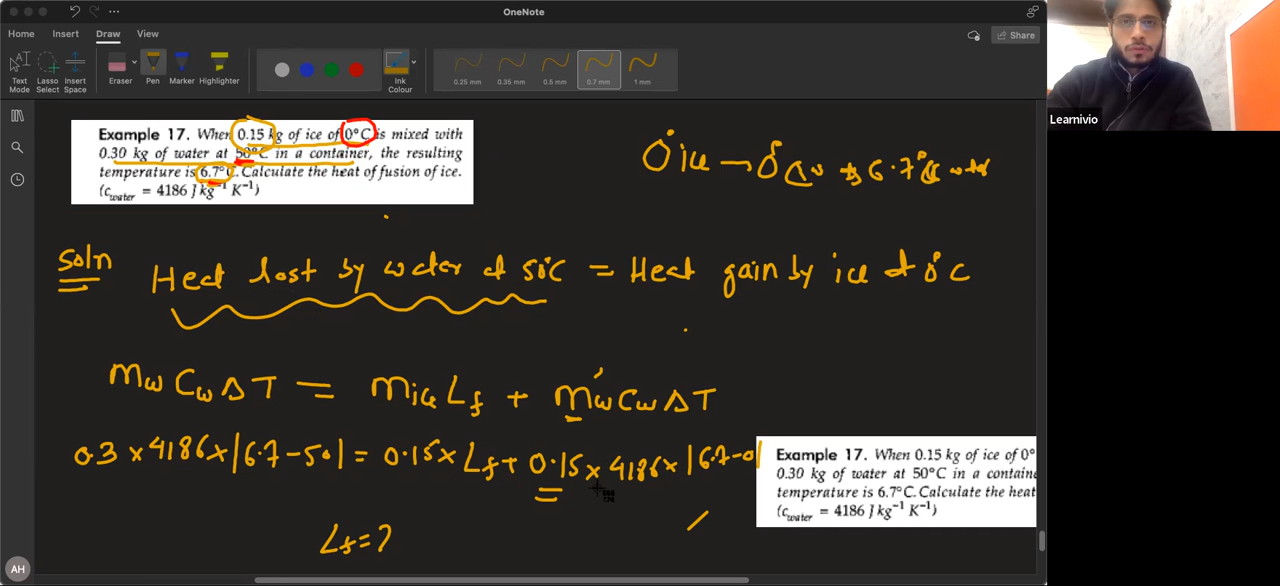 OneNote
Home Insert Draw View
Share
Text Mode
Lasso Select
Insert Space
Eraser
Pen
Marker
Highlighter
Ink Colour
0.25 mm
0.35 mm
0.5 mm
0.7 mm
1 mm
Learnivio
Example 17. When 0.15 kg of ice of 0°C is mixed with
0.30 kg of water at 50°C in a container, the resulting
temperature is 6.7°C. Calculate the heat of fusion of ice.
(c_water = 4186 J kg⁻¹ K⁻¹)
0° ice → 0° 6.7°C water
Soln Heat lost by water at 50°C = Heat gain by ice at 0°C
Mw Cw ΔT = Mice Lf + m'w Cw ΔT
0.3 × 4186 × |6.7-50| = 0.15 × Lf + 0.15 × 4186 × |6.7-0|
Lf = ?
Example 17. When 0.15 kg of ice of 0°
0.30 kg of water at 50°C in a containe
temperature is 6.7°C. Calculate the heat
(c_water = 4186 J kg⁻¹ K⁻¹)
AH